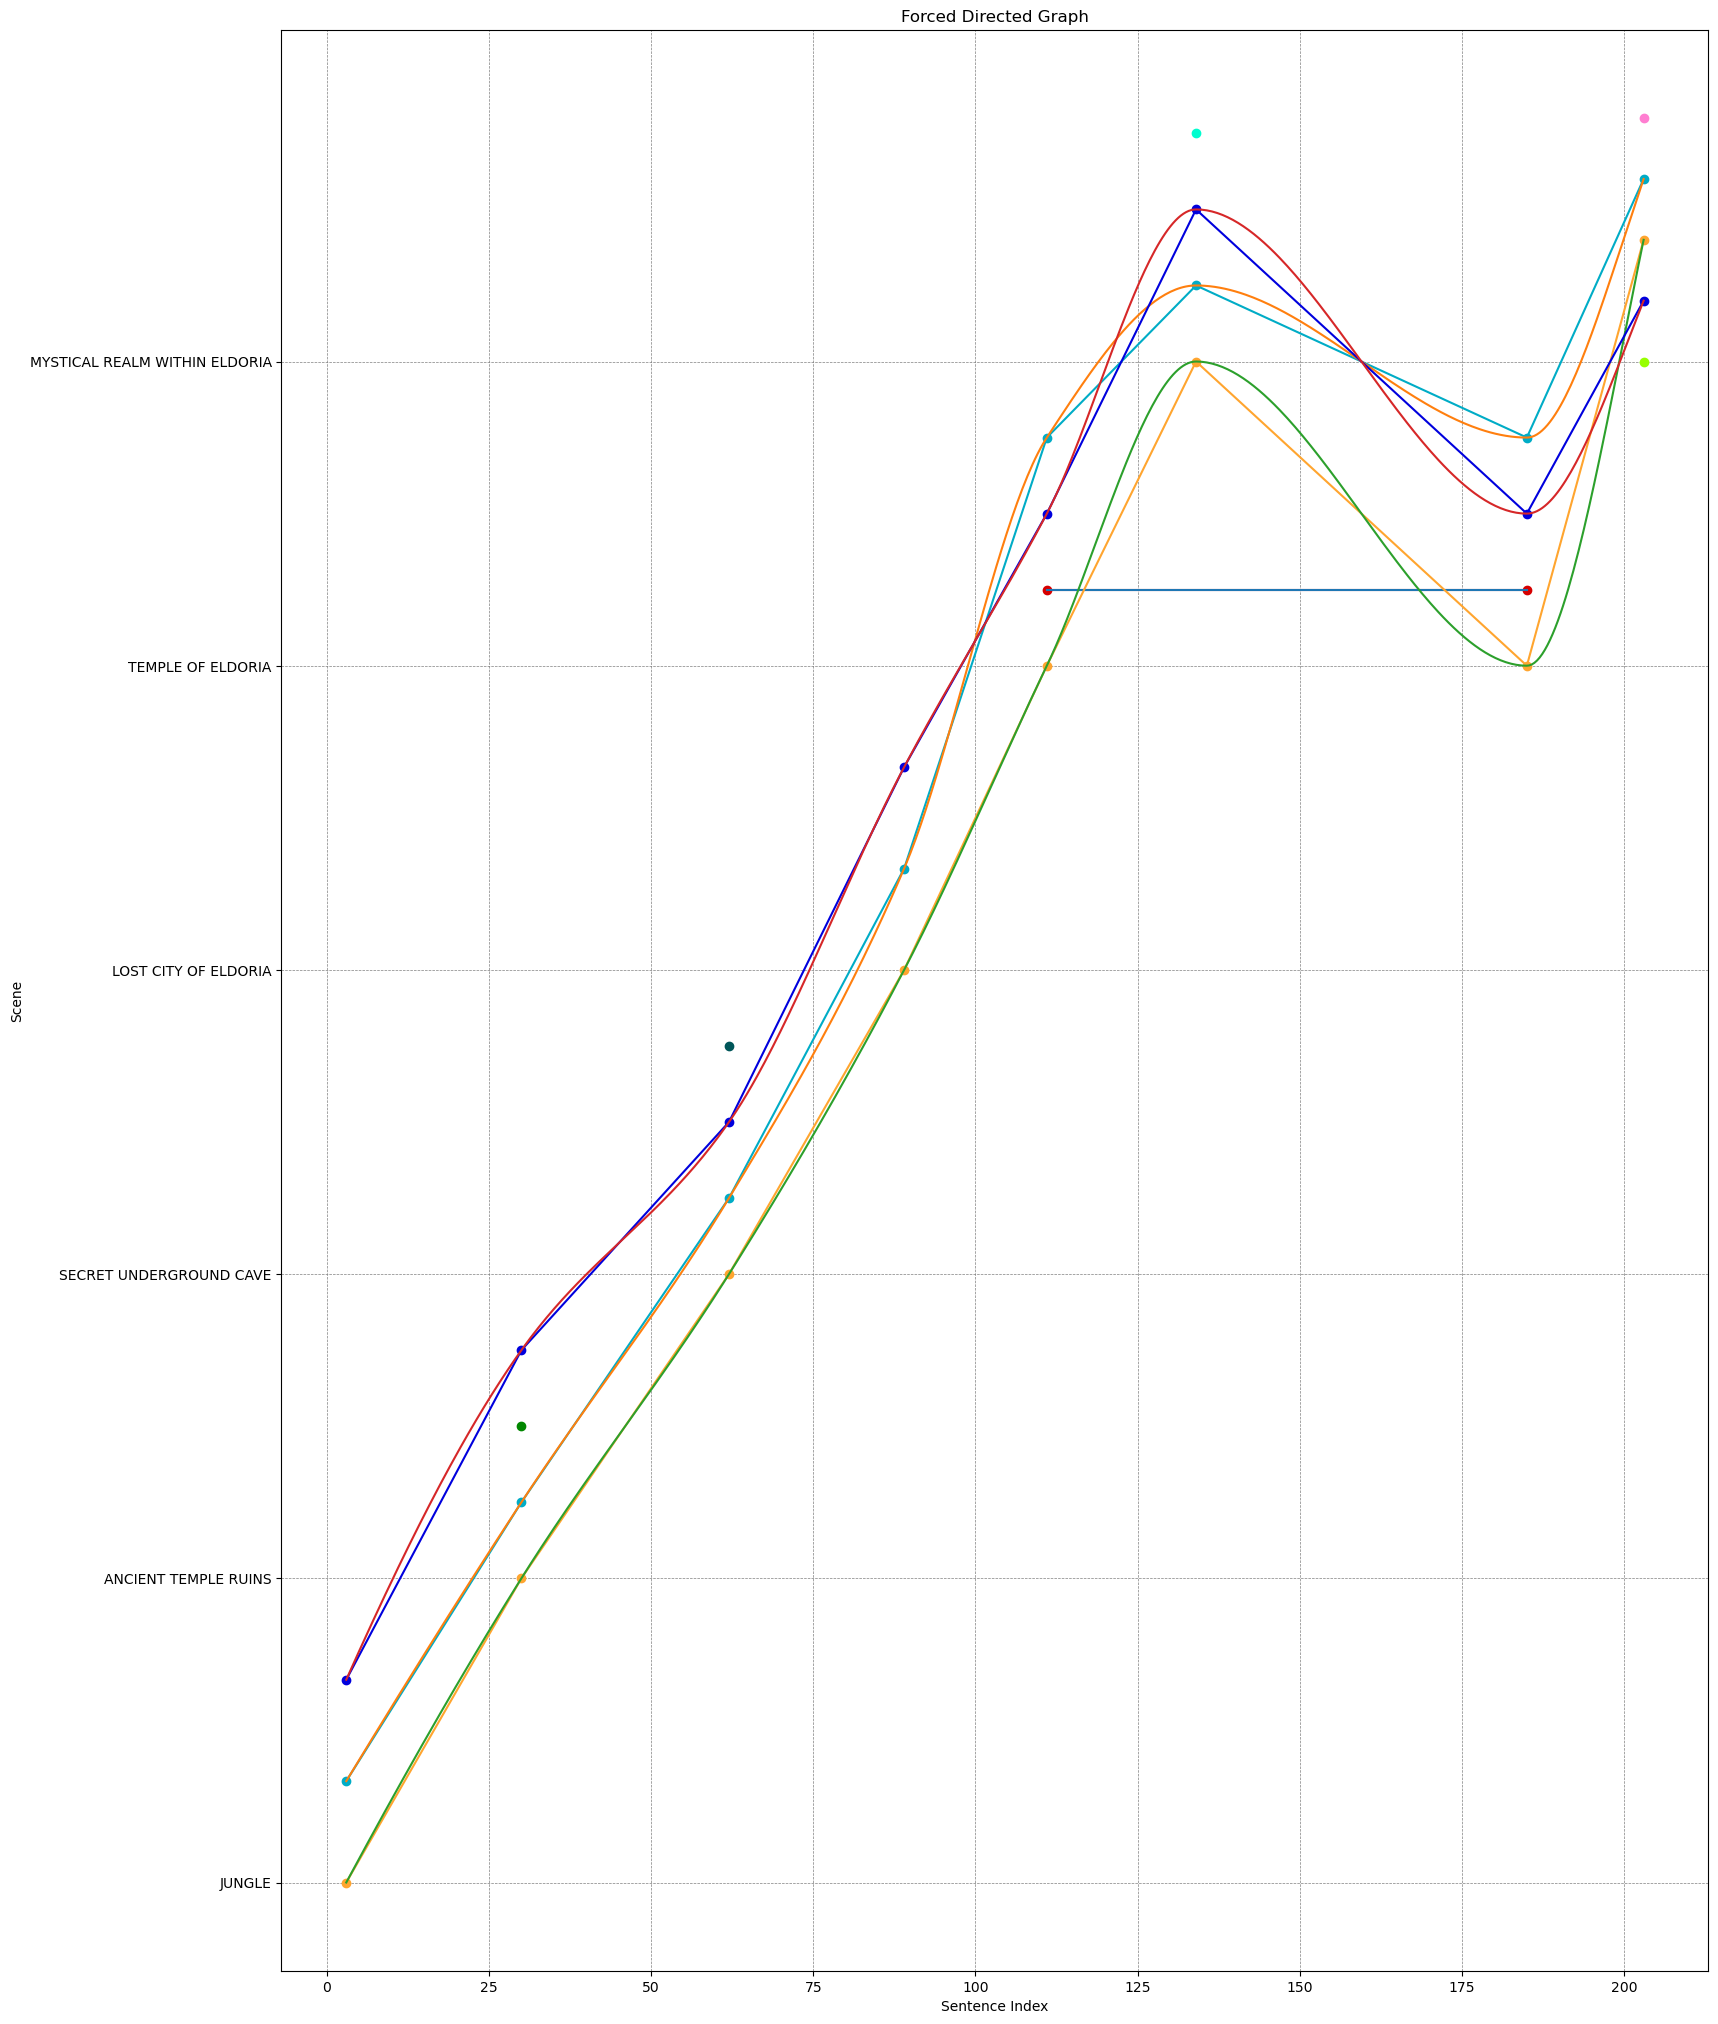 Forced Directed Graph
MYSTICAL REALM WITHIN ELDORIA
TEMPLE OF ELDORIA
LOST CITY OF ELDORIA
Scene
SECRET UNDERGROUND CAVE
ANCIENT TEMPLE RUINS
JUNGLE
0 25 50 75 100 125 150 175 200
Sentence Index